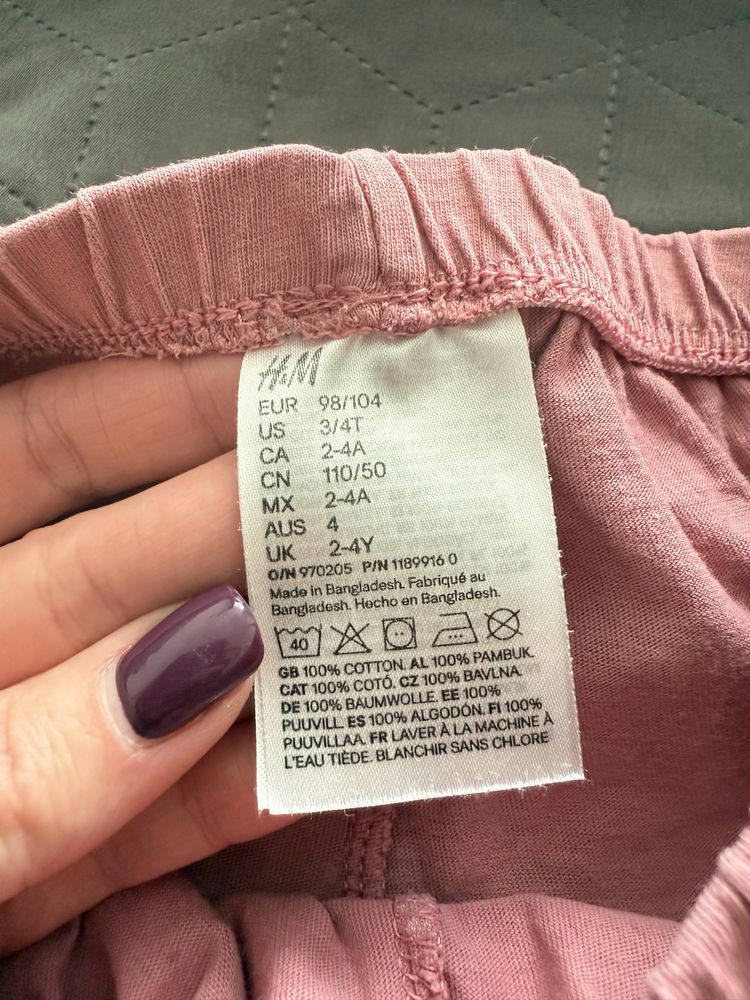 H&M
EUR 98/104
US 3/4T
CA 2-4A
CN 110/50
MX 2-4A
AUS 4
UK 2-4Y
O/N 970205 P/N 1189916 0
Made in Bangladesh. Fabriqué au
Bangladesh. Hecho en Bangladesh.
40
GB 100% COTTON. AL 100% PAMBUK.
CAT 100% COTÓ. CZ 100% BAVLNA.
DE 100% BAUMWOLLE. EE 100%
PUUVILL. ES 100% ALGODÓN. FI 100%
PUUVILLAA. FR LAVER À LA MACHINE À
L'EAU TIÈDE. BLANCHIR SANS CHLORE